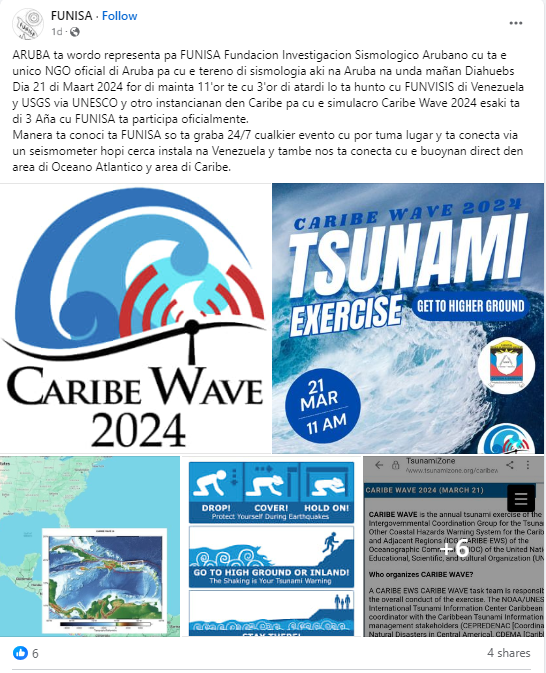 FUNISA · Follow
1d ·
ARUBA ta wordo representa pa FUNISA Fundacion Investigacion Sismologico Arubano cu ta e
unico NGO oficial di Aruba pa cu e tereno di sismologia aki na Aruba na unda mañan Diahuebs
Dia 21 di Maart 2024 for di mainta 11'or te cu 3'or di atardi lo ta hunto cu FUNVISIS di Venezuela
y USGS via UNESCO y otro instancianan den Caribe pa cu e simulacro Caribe Wave 2024 esaki ta
di 3 Aña cu FUNISA ta participa oficialmente.
Manera ta conoci ta FUNISA so ta graba 24/7 cualkier evento cu por tuma lugar y ta conecta via
un seismometer hopi cerca instala na Venezuela y tambe nos ta conecta cu e buoynan direct den
area di Oceano Atlantico y area di Caribe.
CARIBE WAVE
2024
CARIBE WAVE 2024
TSUNAMI
EXERCISE
GET TO HIGHER GROUND
21
MAR
11 AM
DROP! COVER! HOLD ON!
Protect Yourself During Earthquakes
GO TO HIGH GROUND OR INLAND!
The Shaking is Your Tsunami Warning
STAY THERE!
TsunamiZone
/www.tsunamizone.org/caribew
CARIBE WAVE 2024 (MARCH 21)
CARIBE WAVE is the annual tsunami exercise of the
Intergovernmental Coordination Group for the Tsunan
Other Coastal Hazards Warning System for the Carib
and Adjacent Regions (ICG CARIBE EWS) of the
Oceanographic Comm (IOC) of the United Nati
Educational, Scientific, and Cultural Organization (UN
+6
Who organizes CARIBE WAVE?
A CARIBE EWS CARIBE WAVE task team is responsib
the overall conduct of the exercise. The NOAA/UNES
International Tsunami Information Center Caribbean
coordinator with the Caribbean Tsunami Information
management stakeholders (CEPREDENAC [Coordina
Natural Disasters in Central America], CDEMA [Carib
6
4 shares